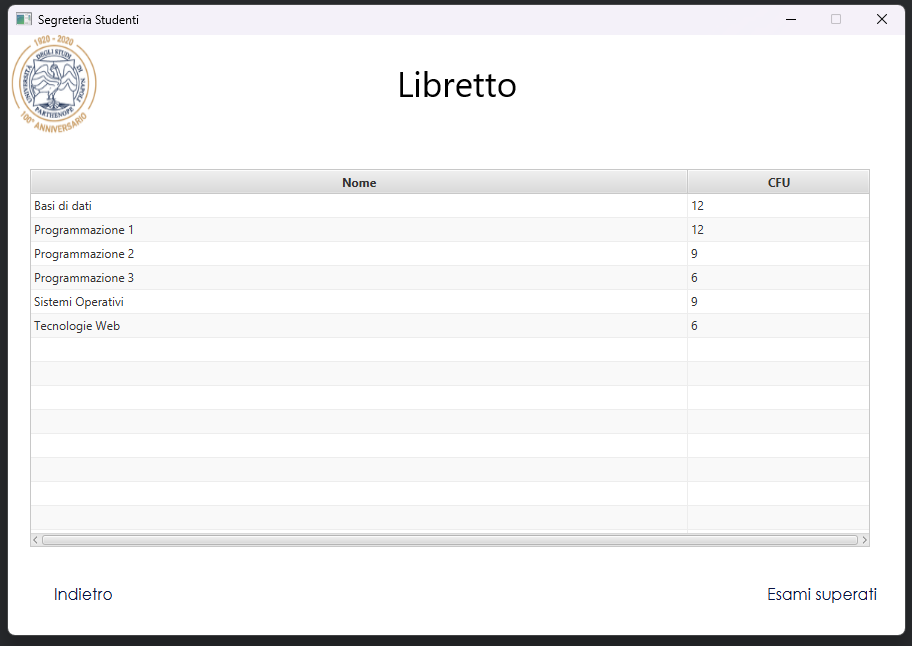 Segreteria Studenti
1920 - 2020
UNIVERSITÀ DEGLI STUDI DI NAPOLI
PARTHENOPE
100° ANNIVERSARIO
Libretto
Nome CFU
Basi di dati 12
Programmazione 1 12
Programmazione 2 9
Programmazione 3 6
Sistemi Operativi 9
Tecnologie Web 6
Indietro Esami superati